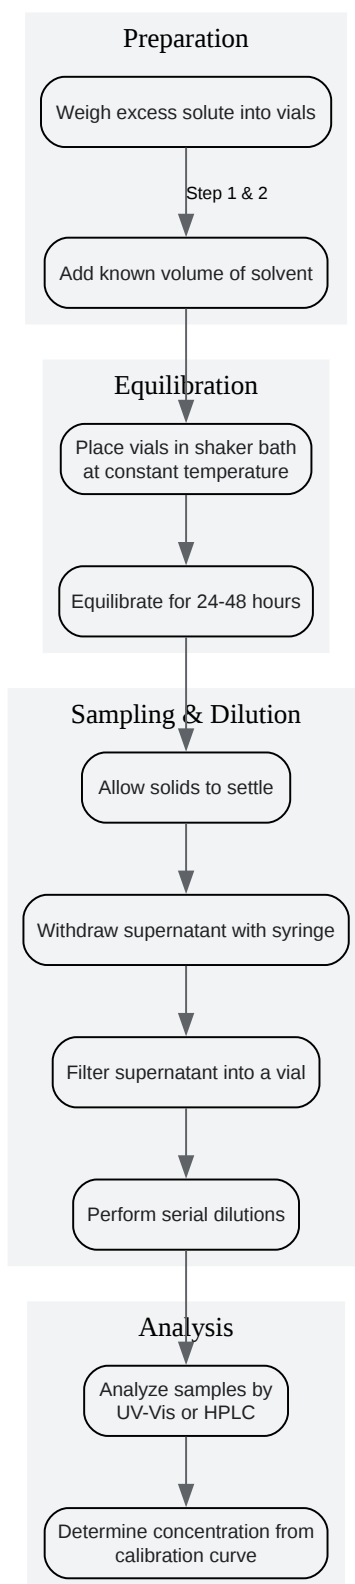 Preparation
Weigh excess solute into vials
Step 1 & 2
Add known volume of solvent
Equilibration
Place vials in shaker bath
at constant temperature
Equilibrate for 24-48 hours
Sampling & Dilution
Allow solids to settle
Withdraw supernatant with syringe
Filter supernatant into a vial
Perform serial dilutions
Analysis
Analyze samples by
UV-Vis or HPLC
Determine concentration from
calibration curve